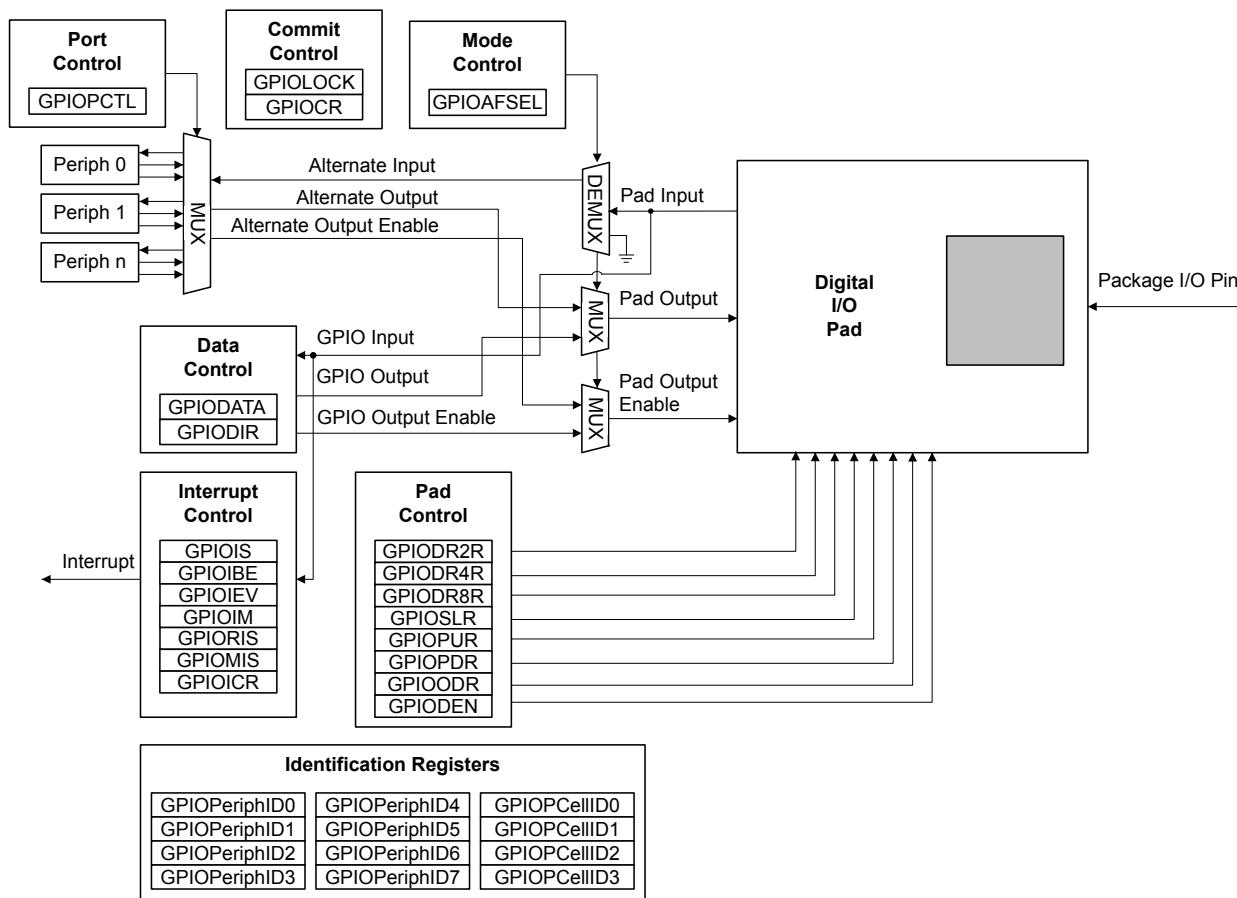 Port
Control
GPIOPCTL
Commit
Control
GPIOLOCK
GPIOCR
Mode
Control
GPIOAFSEL
Periph 0
Periph 1
Periph n
MUX
Alternate Input
Alternate Output
Alternate Output Enable
DEMUX
Pad Input
Pad Output
MUX
Pad Output
Enable
MUX
Digital
I/O
Pad
Package I/O Pin
Data
Control
GPIODATA
GPIODIR
GPIO Input
GPIO Output
GPIO Output Enable
Interrupt
Control
GPIOIS
GPIOIBE
GPIOIEV
GPIOIM
GPIORIS
GPIOMIS
GPIOICR
Interrupt
Pad
Control
GPIODR2R
GPIODR4R
GPIODR8R
GPIOSLR
GPIOPUR
GPIOPDR
GPIOODR
GPIODEN
Identification Registers
GPIOPeriphID0
GPIOPeriphID1
GPIOPeriphID2
GPIOPeriphID3
GPIOPeriphID4
GPIOPeriphID5
GPIOPeriphID6
GPIOPeriphID7
GPIOPCellID0
GPIOPCellID1
GPIOPCellID2
GPIOPCellID3